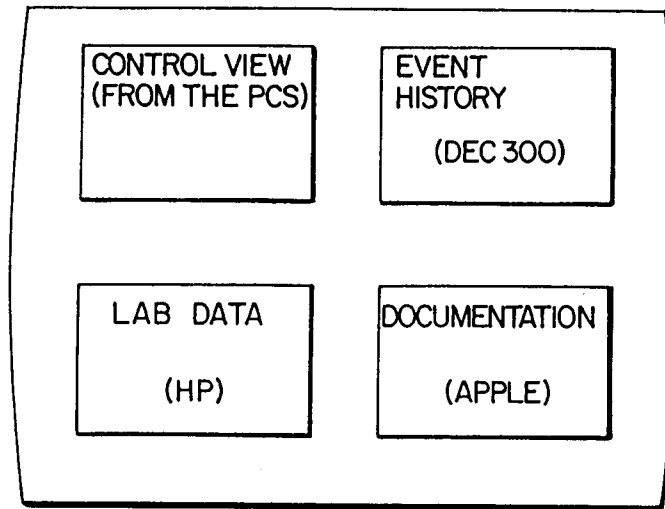 CONTROL VIEW
(FROM THE PCS)
EVENT
HISTORY
(DEC 300)
LAB DATA
(HP)
DOCUMENTATION
(APPLE)